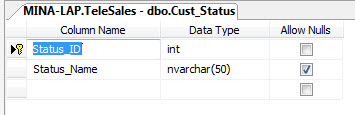 MINA-LAP.TeleSales - dbo.Cust_Status
Column Name Data Type Allow Nulls
Status_ID int
Status_Name nvarchar(50)